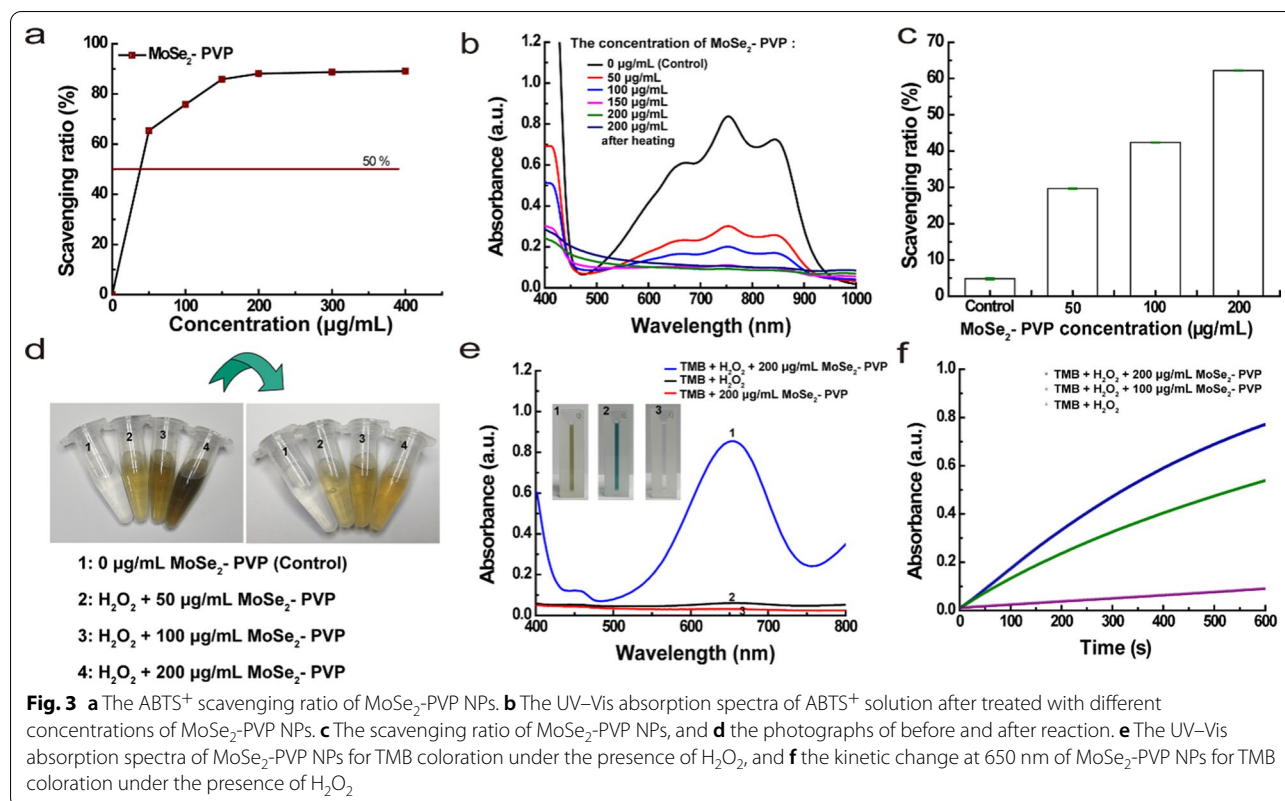 a
MoSe₂- PVP
50 %
100
80
60
40
20
0
0 100 200 300 400
Scavenging ratio (%)
Concentration (µg/mL)
b
The concentration of MoSe₂- PVP :
0 µg/mL (Control)
50 µg/mL
100 µg/mL
150 µg/mL
200 µg/mL
200 µg/mL
after heating
1.2
1.0
0.8
0.6
0.4
0.2
0.0
400 500 600 700 800 900 1000
Absorbance (a.u.)
Wavelength (nm)
c
70
60
50
40
30
20
10
0
Control 50 100 200
Scavenging ratio (%)
MoSe₂- PVP concentration (µg/mL)
d
1 2 3 4
1 2 3 4
1: 0 µg/mL MoSe₂- PVP (Control)
2: H₂O₂ + 50 µg/mL MoSe₂- PVP
3: H₂O₂ + 100 µg/mL MoSe₂- PVP
4: H₂O₂ + 200 µg/mL MoSe₂- PVP
e
TMB + H₂O₂ + 200 µg/mL MoSe₂- PVP
TMB + H₂O₂
TMB + 200 µg/mL MoSe₂- PVP
1 2 3
1
2
3
1.2
1.0
0.8
0.6
0.4
0.2
0.0
400 500 600 700 800
Absorbance (a.u.)
Wavelength (nm)
f
TMB + H₂O₂ + 200 µg/mL MoSe₂- PVP
TMB + H₂O₂ + 100 µg/mL MoSe₂- PVP
TMB + H₂O₂
1.0
0.8
0.6
0.4
0.2
0.0
0 100 200 300 400 500 600
Absorbance (a.u.)
Time (s)
Fig. 3 a The ABTS⁺ scavenging ratio of MoSe₂-PVP NPs. b The UV–Vis absorption spectra of ABTS⁺ solution after treated with different
concentrations of MoSe₂-PVP NPs. c The scavenging ratio of MoSe₂-PVP NPs, and d the photographs of before and after reaction. e The UV–Vis
absorption spectra of MoSe₂-PVP NPs for TMB coloration under the presence of H₂O₂, and f the kinetic change at 650 nm of MoSe₂-PVP NPs for TMB
coloration under the presence of H₂O₂